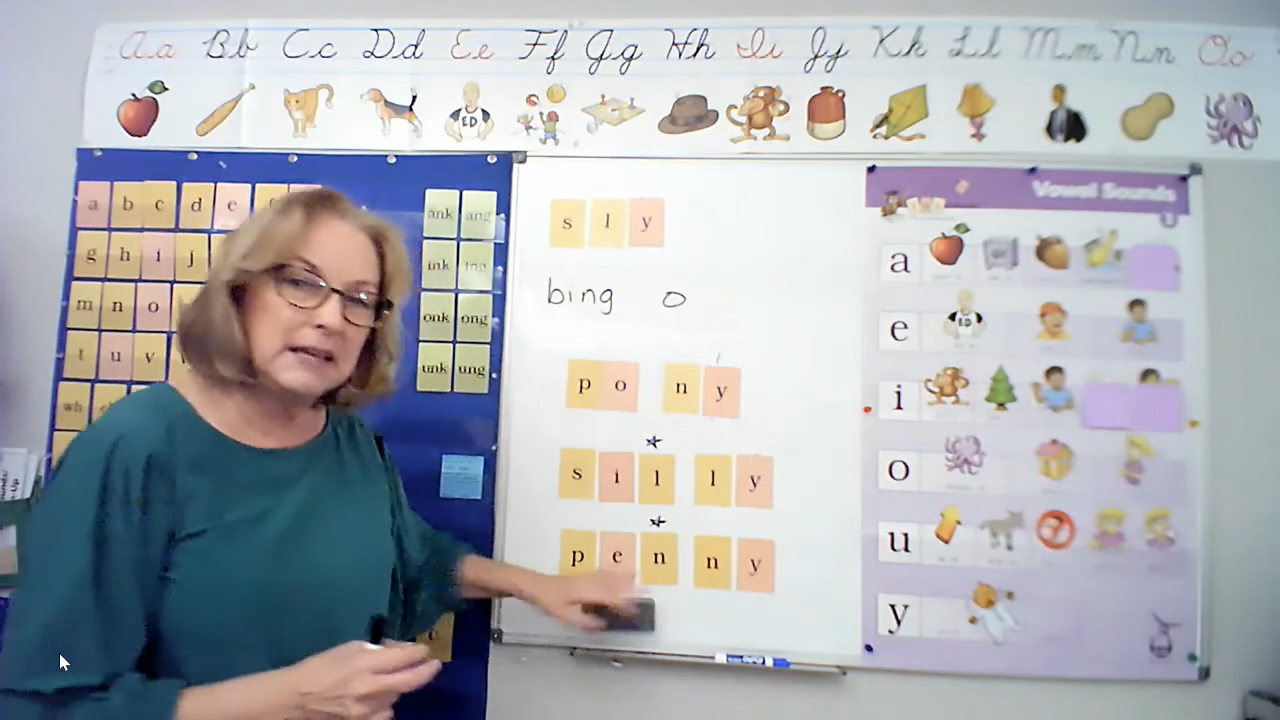 Aa Bb Cc Dd Ee Ff Gg Hh Ii Jj Kk Ll Mm Nn Oo
ED
a b c d e
g h i j
m n o
t u v
wh
ank ang
ink ing
onk ong
unk ung
c
s l y
bing o
p o n y
s i l l y
p e n n y
Vowel Sounds
a
e
ED
i
o
u
y